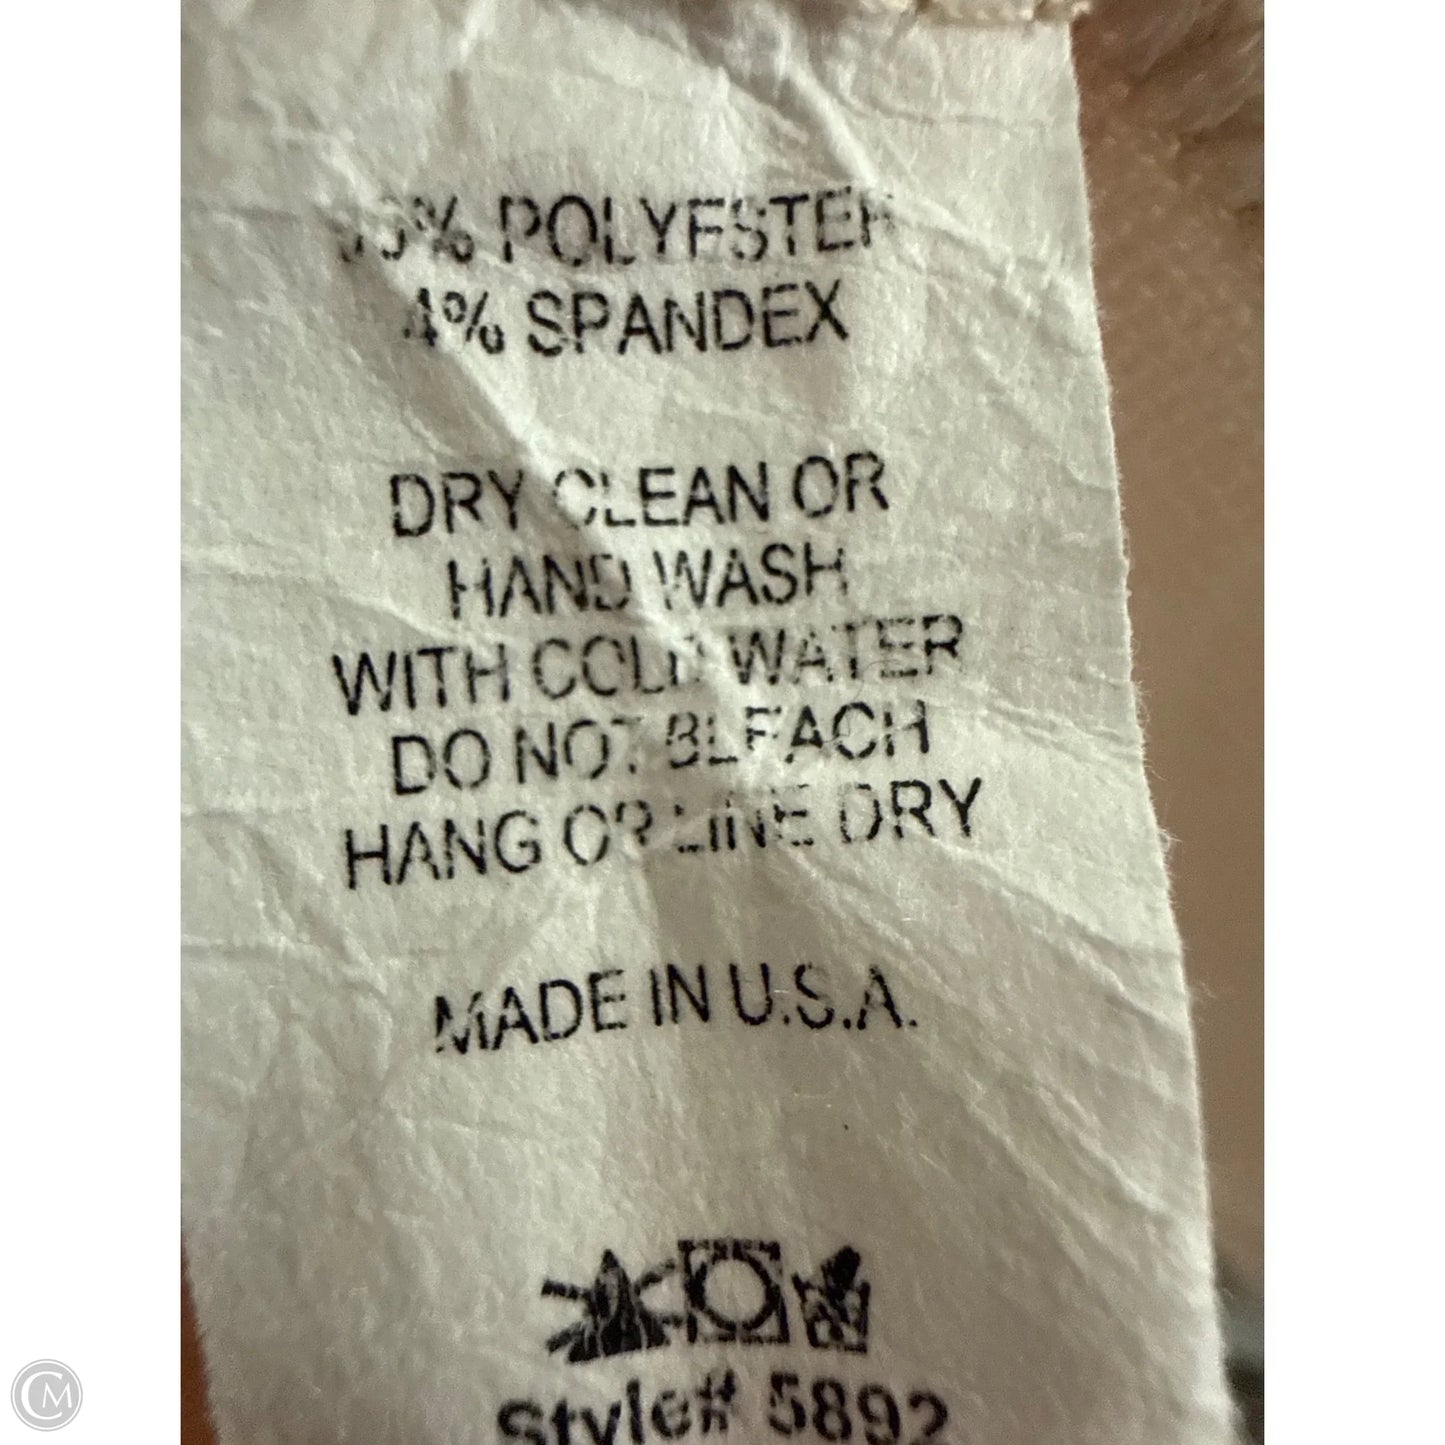 % POLYESTER
4% SPANDEX
DRY CLEAN OR
HAND WASH
WITH COLD WATER
DO NOT BLEACH
HANG OR LINE DRY
MADE IN U.S.A.
Style# 5892
CM